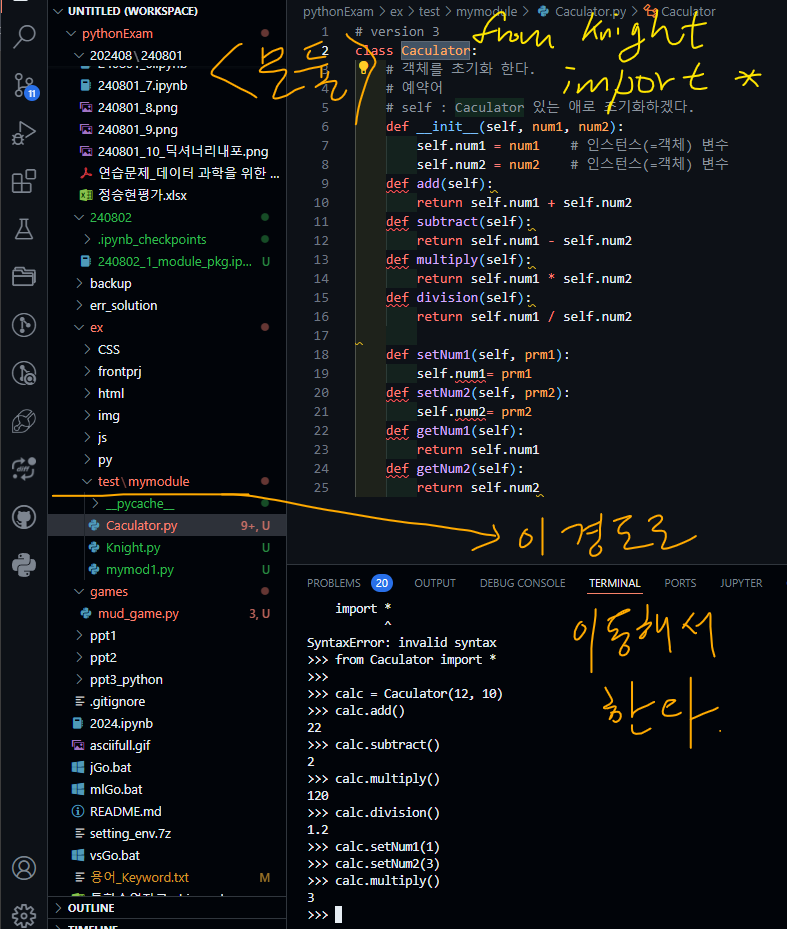 UNTITLED (WORKSPACE)
pythonExam
202408\240801
240801_7.ipynb
240801_8.png
240801_9.png
240801_10_딕셔너리내포.png
연습문제_데이터 과학을 위한 ...
정승현평가.xlsx
240802
.ipynb_checkpoints
240802_1_module_pkg.ip... U
backup
err_solution
ex
CSS
frontprj
html
img
js
py
test\mymodule
__pycache__
Caculator.py 9+, U
Knight.py U
mymod1.py U
games
mud_game.py 3, U
ppt1
ppt2
ppt3_python
.gitignore
2024.ipynb
asciifull.gif
jGo.bat
mlGo.bat
README.md
setting_env.7z
vsGo.bat
용어_Keyword.txt M
OUTLINE
11
pythonExam > ex > test > mymodule > Caculator.py > Caculator
1 # version 3
2 class Caculator:
3 # 객체를 초기화 한다.
4 # 예약어
5 # self : Caculator 있는 애로 초기화하겠다.
6 def __init__(self, num1, num2):
7 self.num1 = num1 # 인스턴스(=객체) 변수
8 self.num2 = num2 # 인스턴스(=객체) 변수
9 def add(self):
10 return self.num1 + self.num2
11 def subtract(self):
12 return self.num1 - self.num2
13 def multiply(self):
14 return self.num1 * self.num2
15 def division(self):
16 return self.num1 / self.num2
17
18 def setNum1(self, prm1):
19 self.num1= prm1
20 def setNum2(self, prm2):
21 self.num2= prm2
22 def getNum1(self):
23 return self.num1
24 def getNum2(self):
25 return self.num2
from knight
import *
<모듈>
→ 이 경로로
이동해서
한다.
PROBLEMS 20 OUTPUT DEBUG CONSOLE TERMINAL PORTS JUPYTER
import *
^
SyntaxError: invalid syntax
>>> from Caculator import *
>>>
>>> calc = Caculator(12, 10)
>>> calc.add()
22
>>> calc.subtract()
2
>>> calc.multiply()
120
>>> calc.division()
1.2
>>> calc.setNum1(1)
>>> calc.setNum2(3)
>>> calc.multiply()
3
>>>